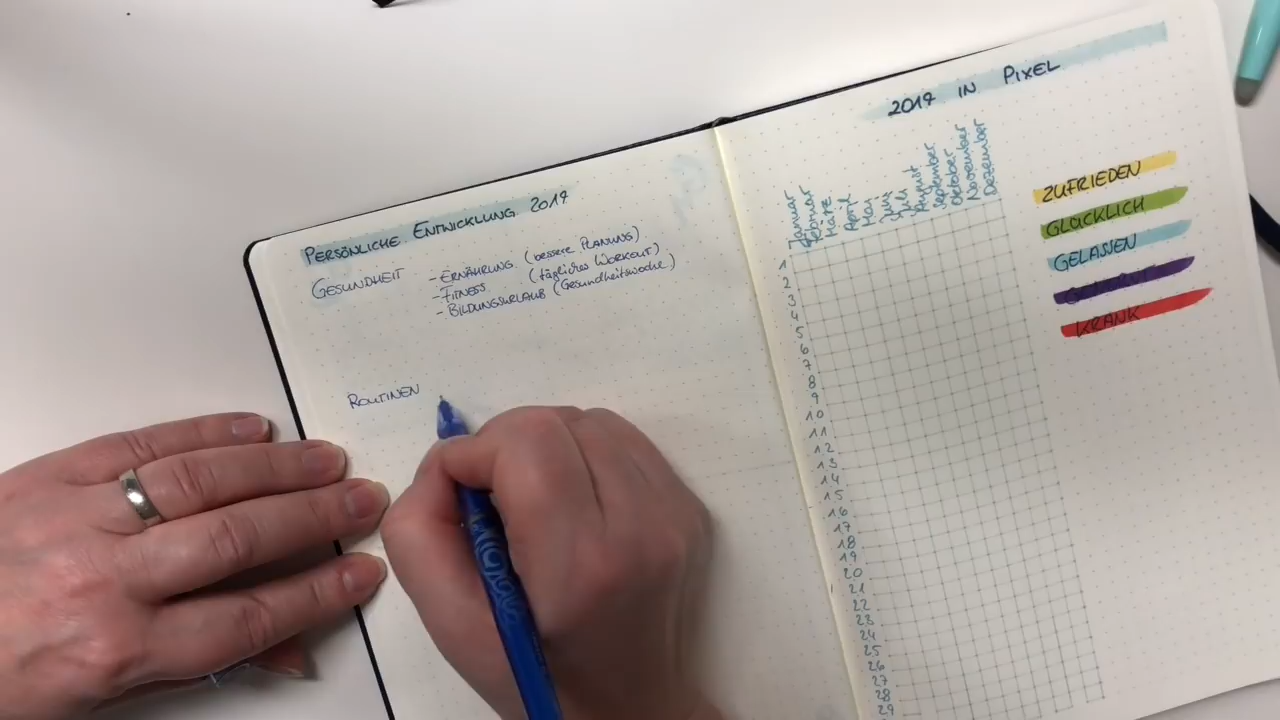 PERSÖNLICHE ENTWICKLUNG 2019
GESUNDHEIT - ERNÄHRUNG (bessere PLANUNG)
- FITNESS (tägliches WORKOUT)
- BILDUNGSURLAUB (Gesundheitswoche)
ROUTINEN
2019 IN PIXEL
Januar
Februar
März
April
Mai
Juni
Juli
August
September
Oktober
November
Dezember
1
2
3
4
5
6
7
8
9
10
11
12
13
14
15
16
17
18
19
20
21
22
23
24
25
26
27
28
29
ZUFRIEDEN
GLÜCKLICH
GELASSEN
KRANK